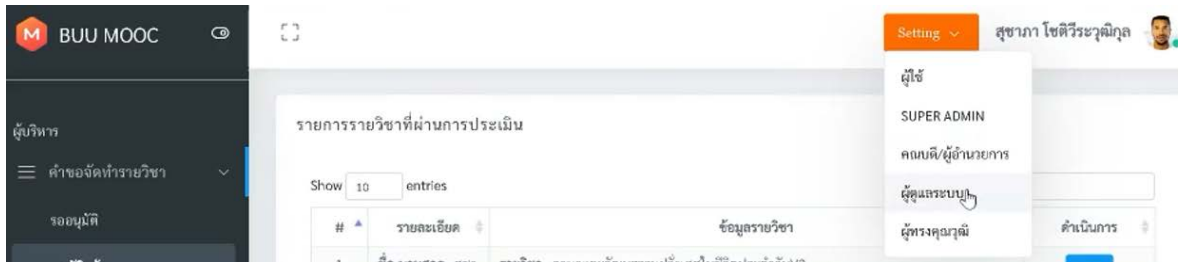 BUU MOOC
Setting
สุชาภา โชติวีระวุฒิกุล
ผู้ใช้
SUPER ADMIN
คณบดี/ผู้อำนวยการ
ผู้ดูแลระบบ
ผู้ทรงคุณวุฒิ
ผู้บริหาร
คำขอจัดทำรายวิชา
รออนุมัติ
รายการรายวิชาที่ผ่านการประเมิน
Show 10 entries
# รายละเอียด ข้อมูลรายวิชา ดำเนินการ